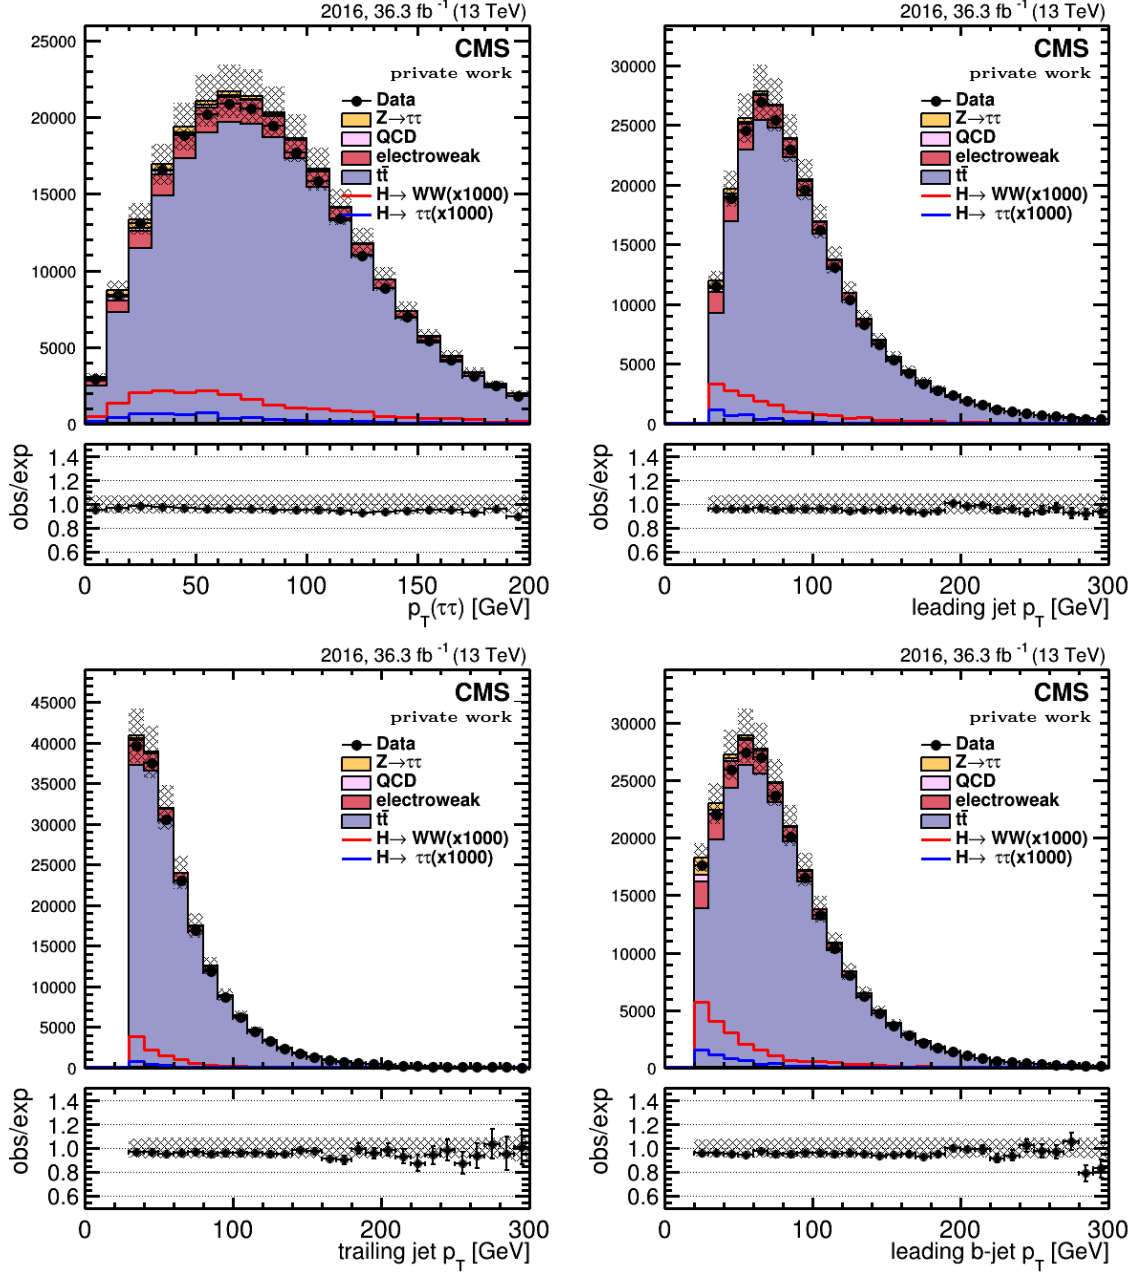 2016, 36.3 fb⁻¹ (13 TeV)
CMS
private work
Data
Z→ττ
QCD
electroweak
tt̄
H→ WW(x1000)
H→ ττ(x1000)
25000
20000
15000
10000
5000
0
obs/exp
1.4
1.2
1.0
0.8
0.6
0 50 100 150 200
p_T(ττ) [GeV]
2016, 36.3 fb⁻¹ (13 TeV)
CMS
private work
Data
Z→ττ
QCD
electroweak
tt̄
H→ WW(x1000)
H→ ττ(x1000)
30000
25000
20000
15000
10000
5000
0
obs/exp
1.4
1.2
1.0
0.8
0.6
0 100 200 300
leading jet p_T [GeV]
2016, 36.3 fb⁻¹ (13 TeV)
CMS
private work
Data
Z→ττ
QCD
electroweak
tt̄
H→ WW(x1000)
H→ ττ(x1000)
45000
40000
35000
30000
25000
20000
15000
10000
5000
0
obs/exp
1.4
1.2
1.0
0.8
0.6
0 100 200 300
trailing jet p_T [GeV]
2016, 36.3 fb⁻¹ (13 TeV)
CMS
private work
Data
Z→ττ
QCD
electroweak
tt̄
H→ WW(x1000)
H→ ττ(x1000)
30000
25000
20000
15000
10000
5000
0
obs/exp
1.4
1.2
1.0
0.8
0.6
0 100 200 300
leading b-jet p_T [GeV]